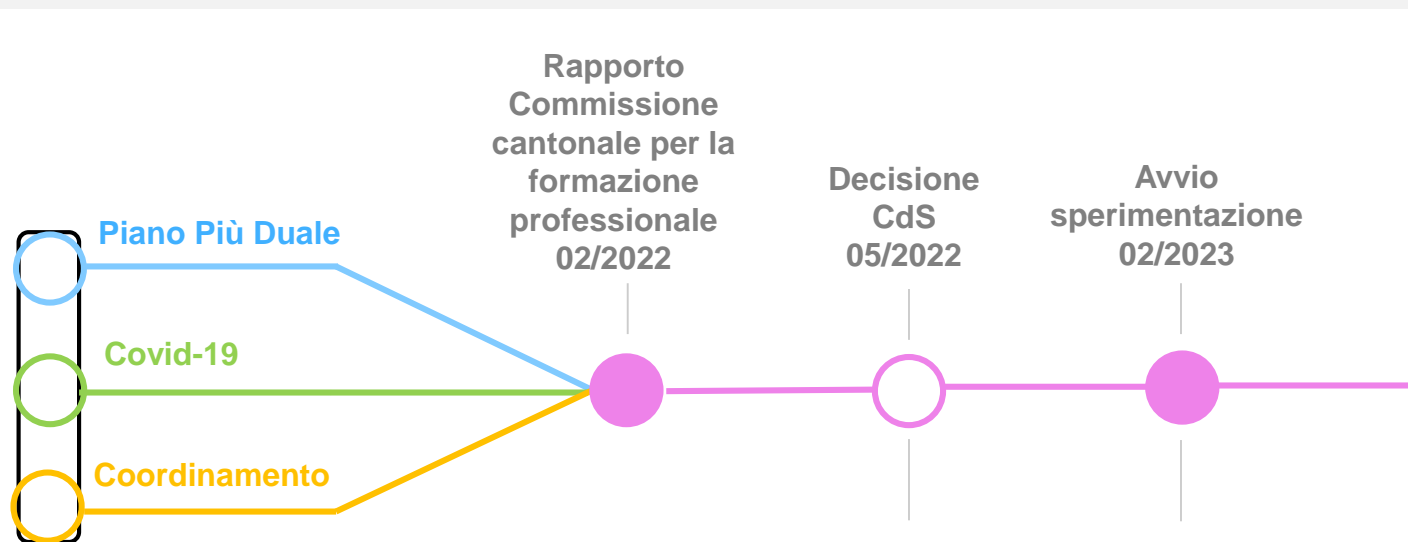 Rapporto
Commissione
cantonale per la
formazione
professionale
02/2022
Decisione
CdS
05/2022
Avvio
sperimentazione
02/2023
Piano Più Duale
Covid-19
Coordinamento